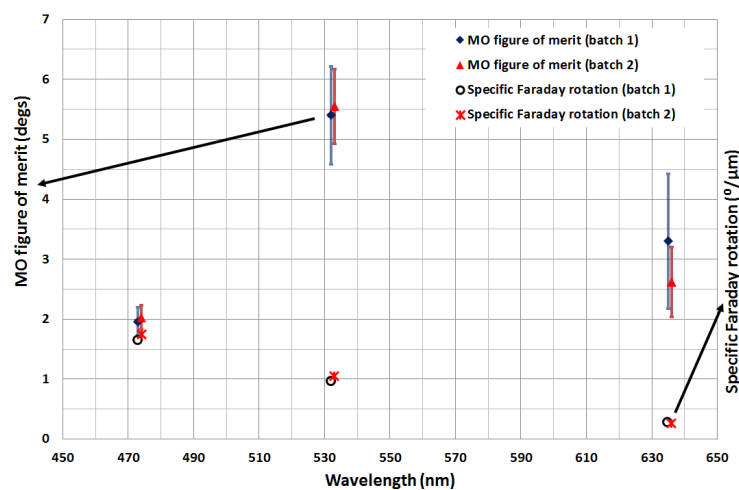 MO figure of merit (degs)
7
6
5
4
3
2
1
0
MO figure of merit (batch 1)
MO figure of merit (batch 2)
Specific Faraday rotation (batch 1)
Specific Faraday rotation (batch 2)
Specific Faraday rotation (⁰/µm)
450 470 490 510 530 550 570 590 610 630 650
Wavelength (nm)